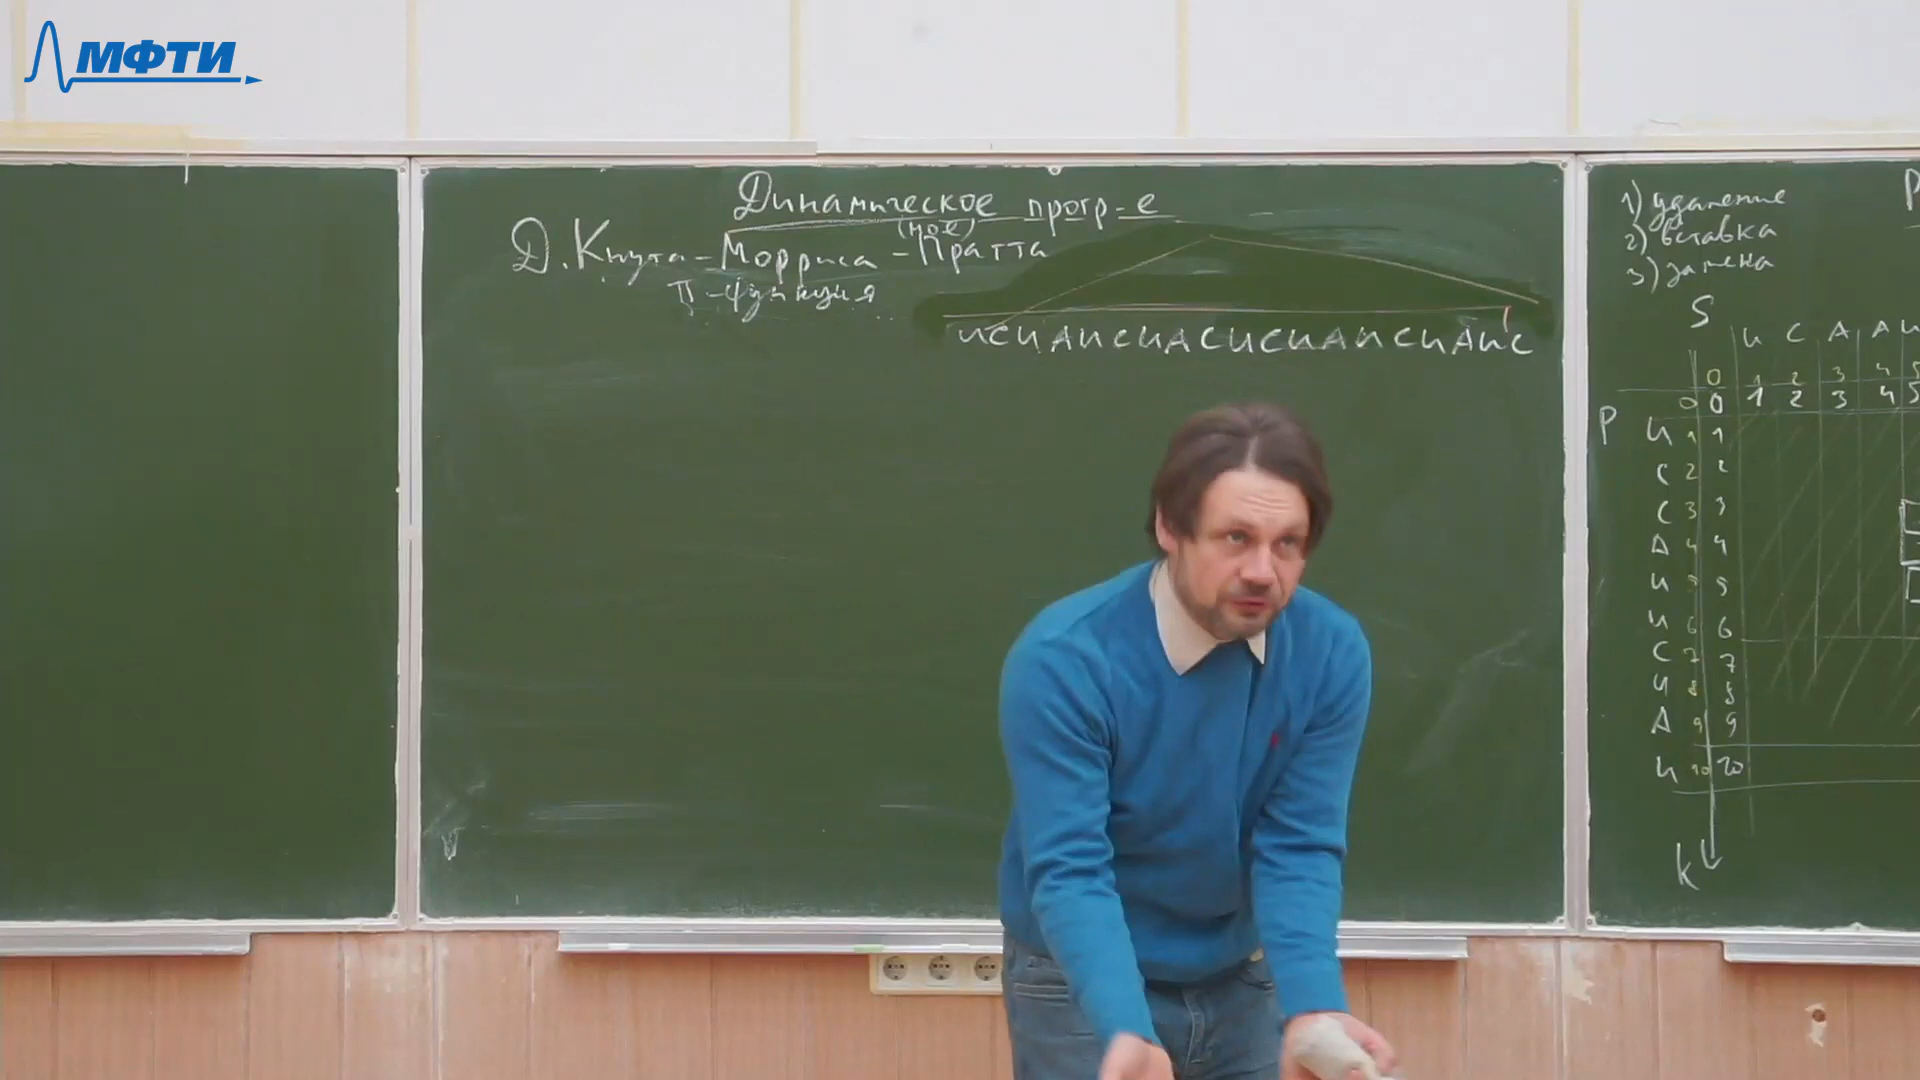 МФТИ
Динамическое прогр-е
(мое)
Д. Кнута-Морриса-Пратта
П-функция
ИСИАИСИАСИСИАИСИАИС
1) удаление
2) вставка
3) замена
S
И С А А И
0 1 2 3 4 5
0 0 1 2 3 4 5
P И 1 1
С 2 2
С 3 3
А 4 4
И 5
И 6 6
С 7 7
И 8 8
А 9 9
И 10 10
k